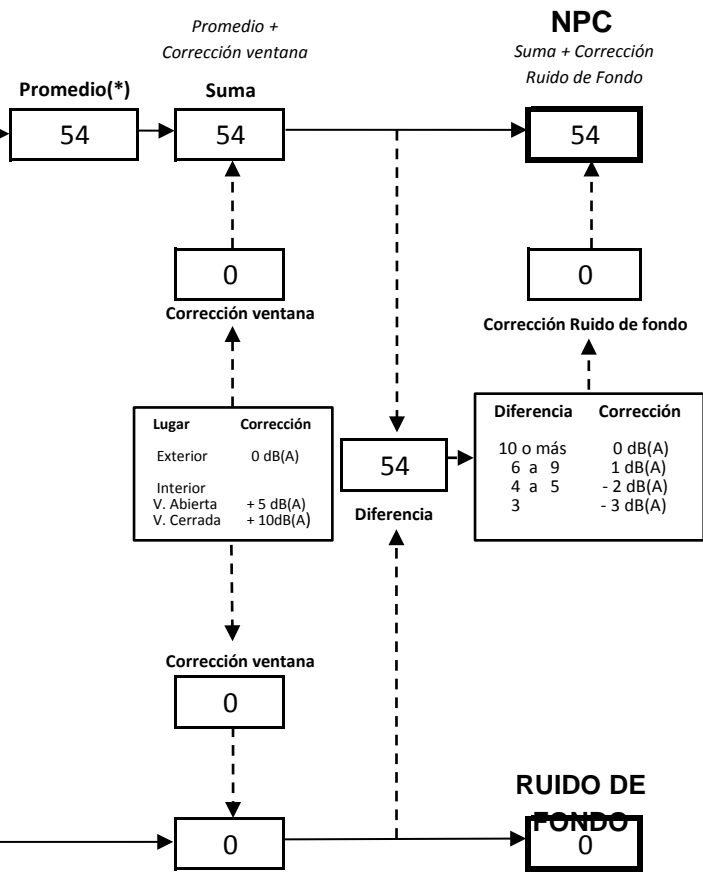 Promedio +
Corrección ventana
NPC
Suma + Corrección
Ruido de Fondo
Promedio(*)
Suma
54
54
54
0
0
Corrección ventana
Corrección Ruido de fondo
Lugar Corrección
Exterior 0 dB(A)
Interior
V. Abierta + 5 dB(A)
V. Cerrada + 10dB(A)
54
Diferencia
Diferencia Corrección
10 o más 0 dB(A)
6 a 9 1 dB(A)
4 a 5 - 2 dB(A)
3 - 3 dB(A)
Corrección ventana
0
RUIDO DE
FONDO
0
0